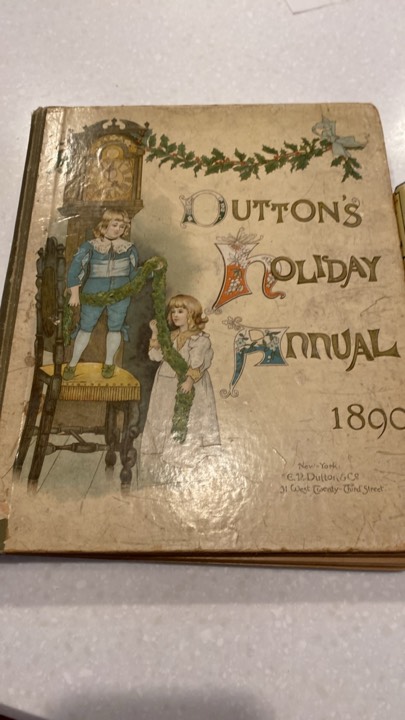 DUTTON'S
HOLIDAY
ANNUAL
1890
New-York
E.P. Dutton & Co
31 West Twenty-Third Street